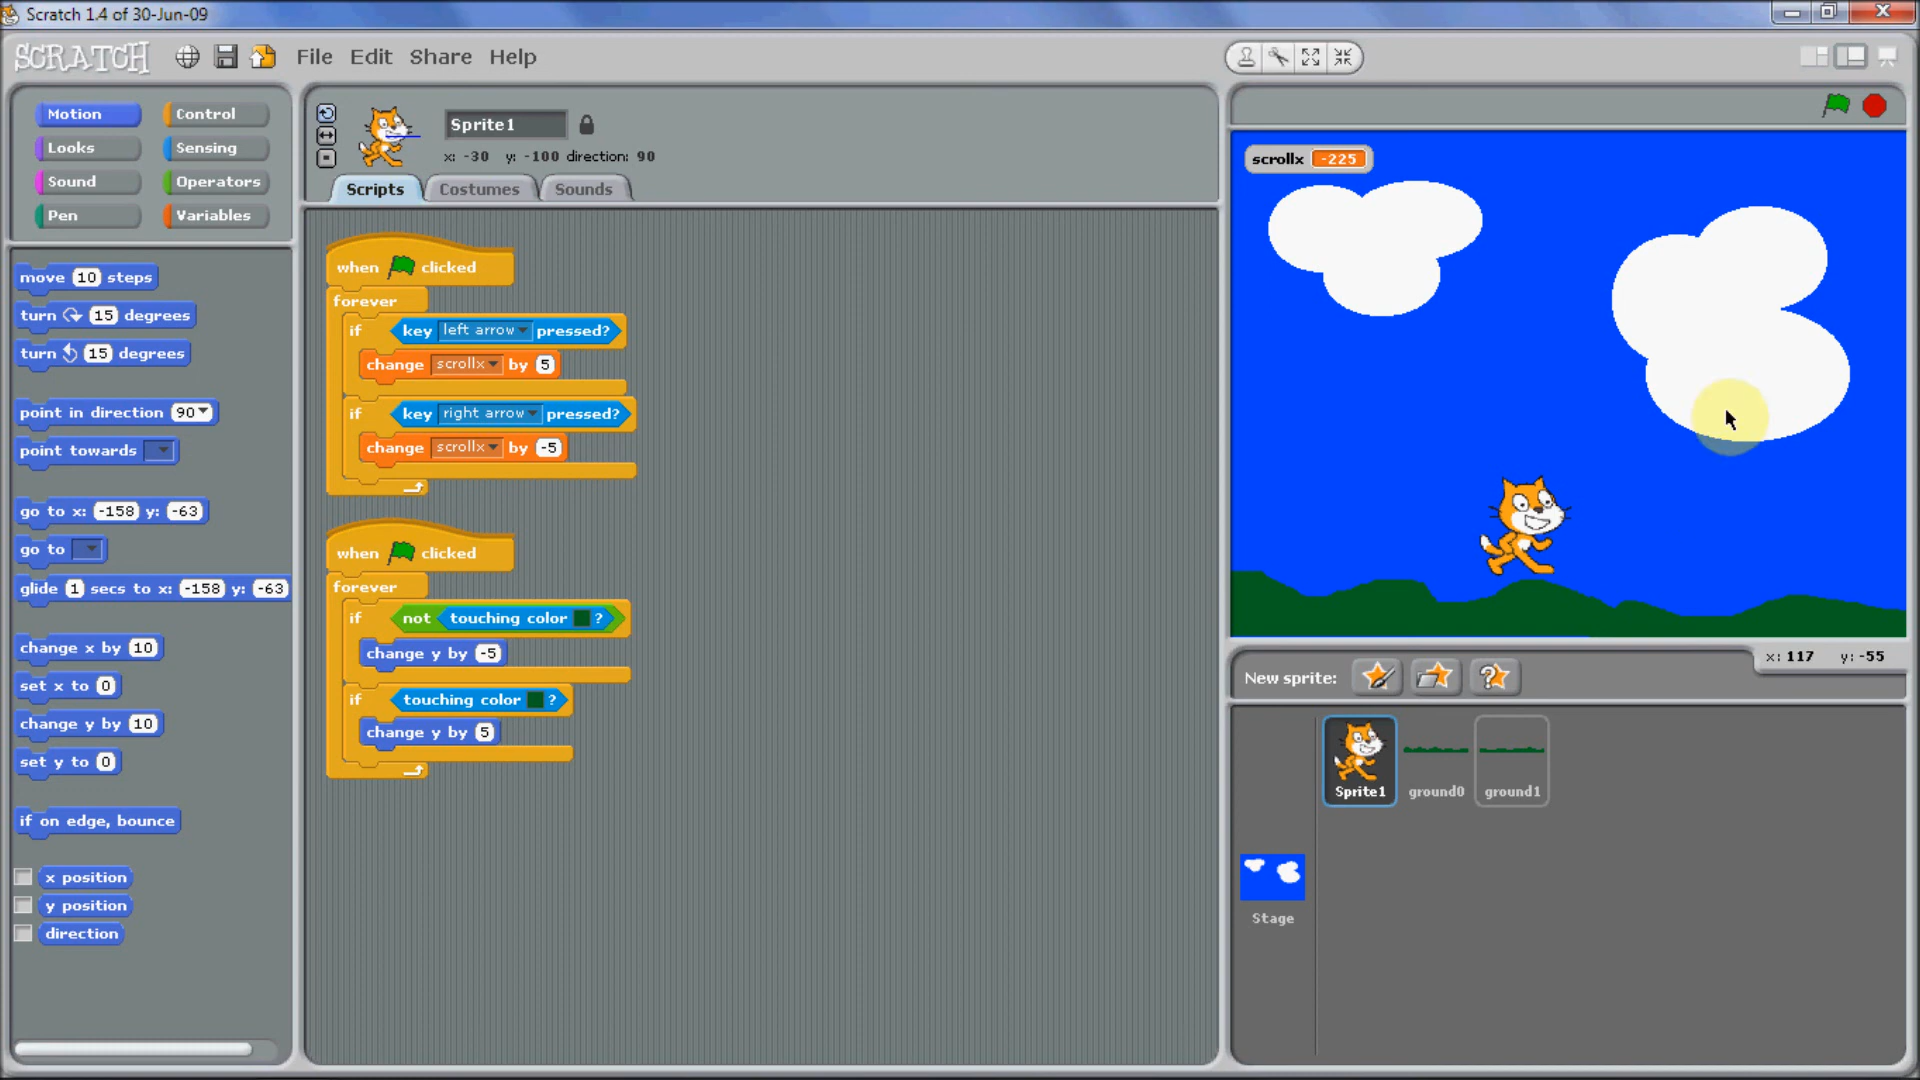 Scratch 1.4 of 30-Jun-09
SCRATCH File Edit Share Help
Motion Control
Looks Sensing
Sound Operators
Pen Variables
move 10 steps
turn 15 degrees
turn 15 degrees
point in direction 90
point towards
go to x: -158 y: -63
go to
glide 1 secs to x: -158 y: -63
change x by 10
set x to 0
change y by 10
set y to 0
if on edge, bounce
x position
y position
direction
Sprite1
x: -30 y: -100 direction: 90
Scripts Costumes Sounds
when clicked
forever
if key left arrow pressed?
change scrollx by 5
if key right arrow pressed?
change scrollx by -5
when clicked
forever
if not touching color ?
change y by -5
if touching color ?
change y by 5
scrollx -225
x: 117 y: -55
New sprite:
Sprite1 ground0 ground1
Stage